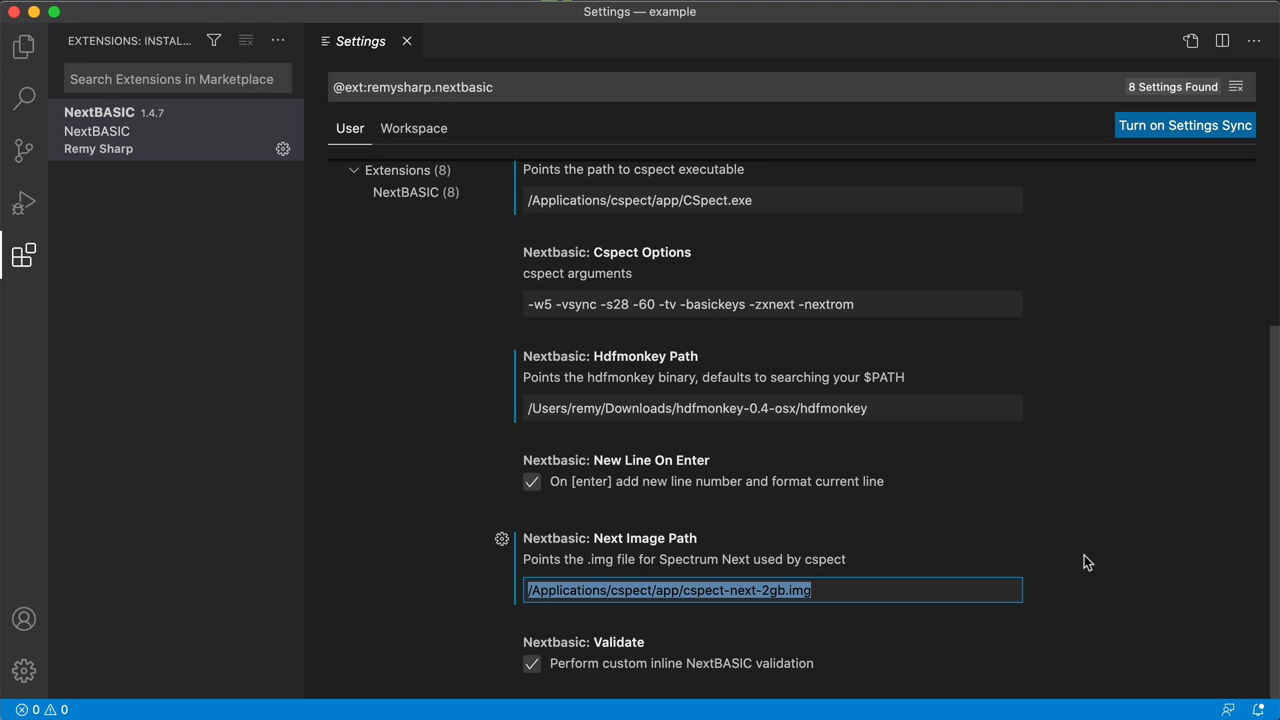 Settings — example
EXTENSIONS: INSTAL...
Settings
Search Extensions in Marketplace
NextBASIC 1.4.7
NextBASIC
Remy Sharp
@ext:remysharp.nextbasic
8 Settings Found
User
Workspace
Turn on Settings Sync
Extensions (8)
NextBASIC (8)
Points the path to cspect executable
/Applications/cspect/app/CSpect.exe
Nextbasic: Cspect Options
cspect arguments
-w5 -vsync -s28 -60 -tv -basickeys -zxnext -nextrom
Nextbasic: Hdfmonkey Path
Points the hdfmonkey binary, defaults to searching your $PATH
/Users/remy/Downloads/hdfmonkey-0.4-osx/hdfmonkey
Nextbasic: New Line On Enter
On [enter] add new line number and format current line
Nextbasic: Next Image Path
Points the .img file for Spectrum Next used by cspect
/Applications/cspect/app/cspect-next-2gb.img
Nextbasic: Validate
Perform custom inline NextBASIC validation
0 0